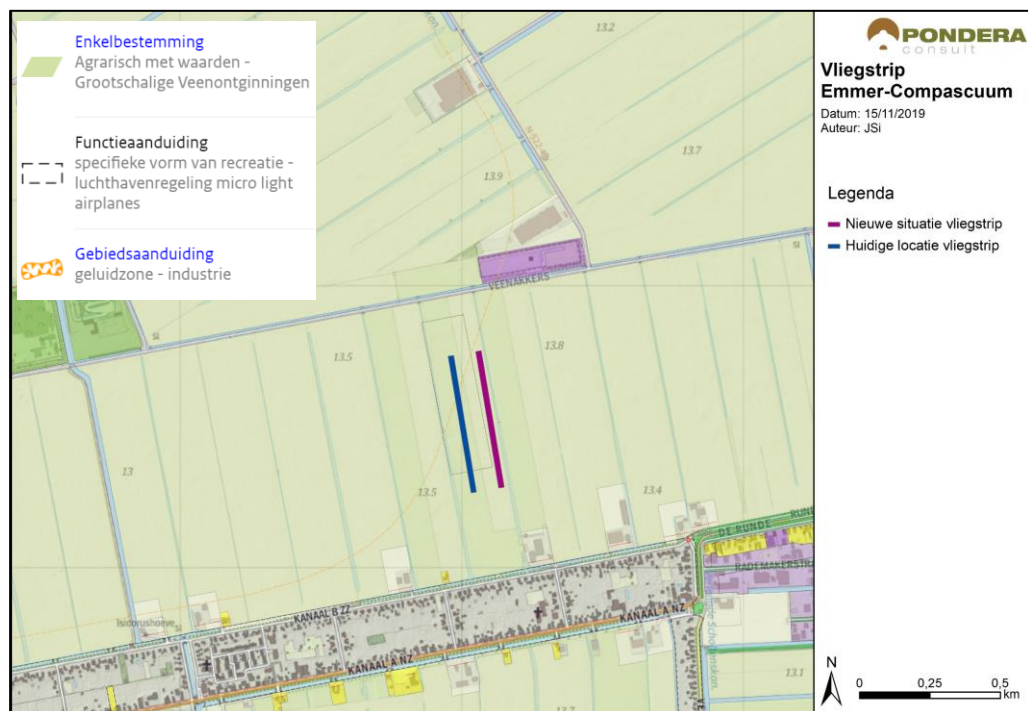 Enkelbestemming
Agrarisch met waarden -
Grootschalige Veenontginningen
Functieaanduiding
specifieke vorm van recreatie -
luchthavenregeling micro light
airplanes
Gebiedsaanduiding
geluidzone - industrie
PONDERA
consult
Vliegstrip
Emmer-Compascuum
Datum: 15/11/2019
Auteur: JSi
Legenda
Nieuwe situatie vliegstrip
Huidige locatie vliegstrip
13.2
13.7
13.9
SI
VEENAKKERS
SI
13.5
13.8
13
13.5
13.4
DE RUNDE
Isidorushoeve
KANAAL B ZZ
KANAAL A NZ
KANAAL A NZ
13.1
N
0
0,25
0,5
km